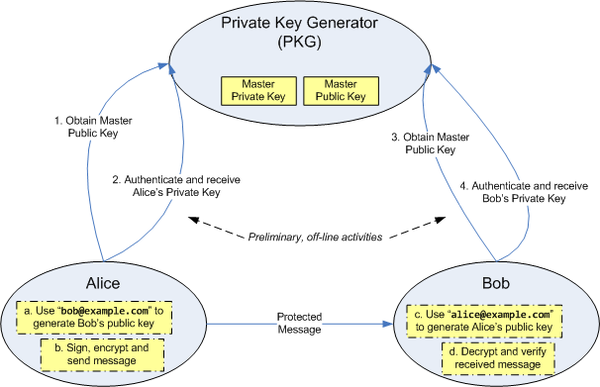 Private Key Generator
(PKG)
Master
Private Key
Master
Public Key
1. Obtain Master
Public Key
2. Authenticate and receive
Alice's Private Key
3. Obtain Master
Public Key
4. Authenticate and receive
Bob's Private Key
Preliminary, off-line activities
Alice
a. Use "bob@example.com" to
generate Bob's public key
b. Sign, encrypt and
send message
Protected
Message
Bob
c. Use "alice@example.com"
to generate Alice's public key
d. Decrypt and verify
received message